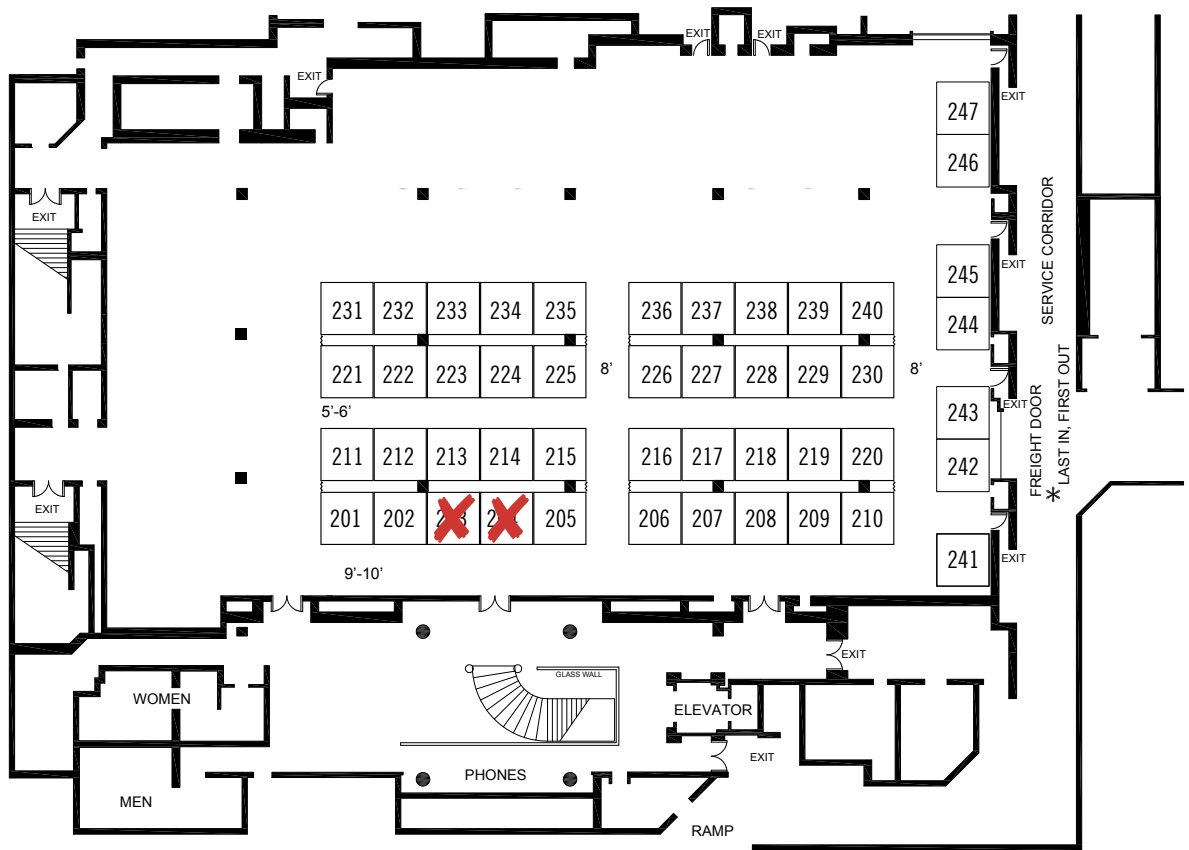 EXIT EXIT
EXIT
EXIT
247
246
EXIT
SERVICE CORRIDOR
EXIT
245
244
231 232 233 234 235 236 237 238 239 240
221 222 223 224 225 8' 226 227 228 229 230 8'
5'-6'
243
242
EXIT
FREIGHT DOOR
* LAST IN, FIRST OUT
211 212 213 214 215 216 217 218 219 220
EXIT
201 202 205 206 207 208 209 210
241
EXIT
9'-10'
EXIT
GLASS WALL
WOMEN
ELEVATOR
EXIT
PHONES
MEN
RAMP